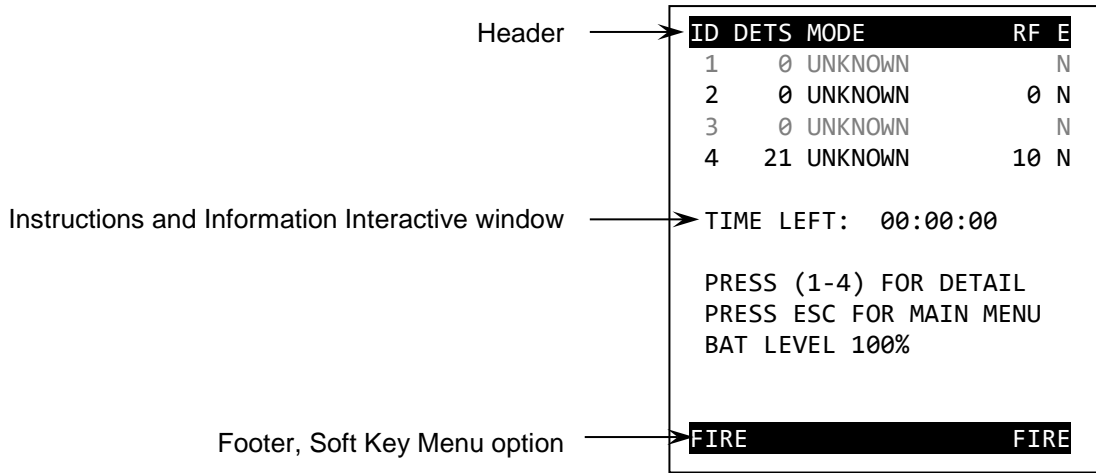 Header
ID DETS MODE RF E
1 0 UNKNOWN N
2 0 UNKNOWN 0 N
3 0 UNKNOWN N
4 21 UNKNOWN 10 N
Instructions and Information Interactive window
TIME LEFT: 00:00:00
PRESS (1-4) FOR DETAIL
PRESS ESC FOR MAIN MENU
BAT LEVEL 100%
Footer, Soft Key Menu option
FIRE FIRE